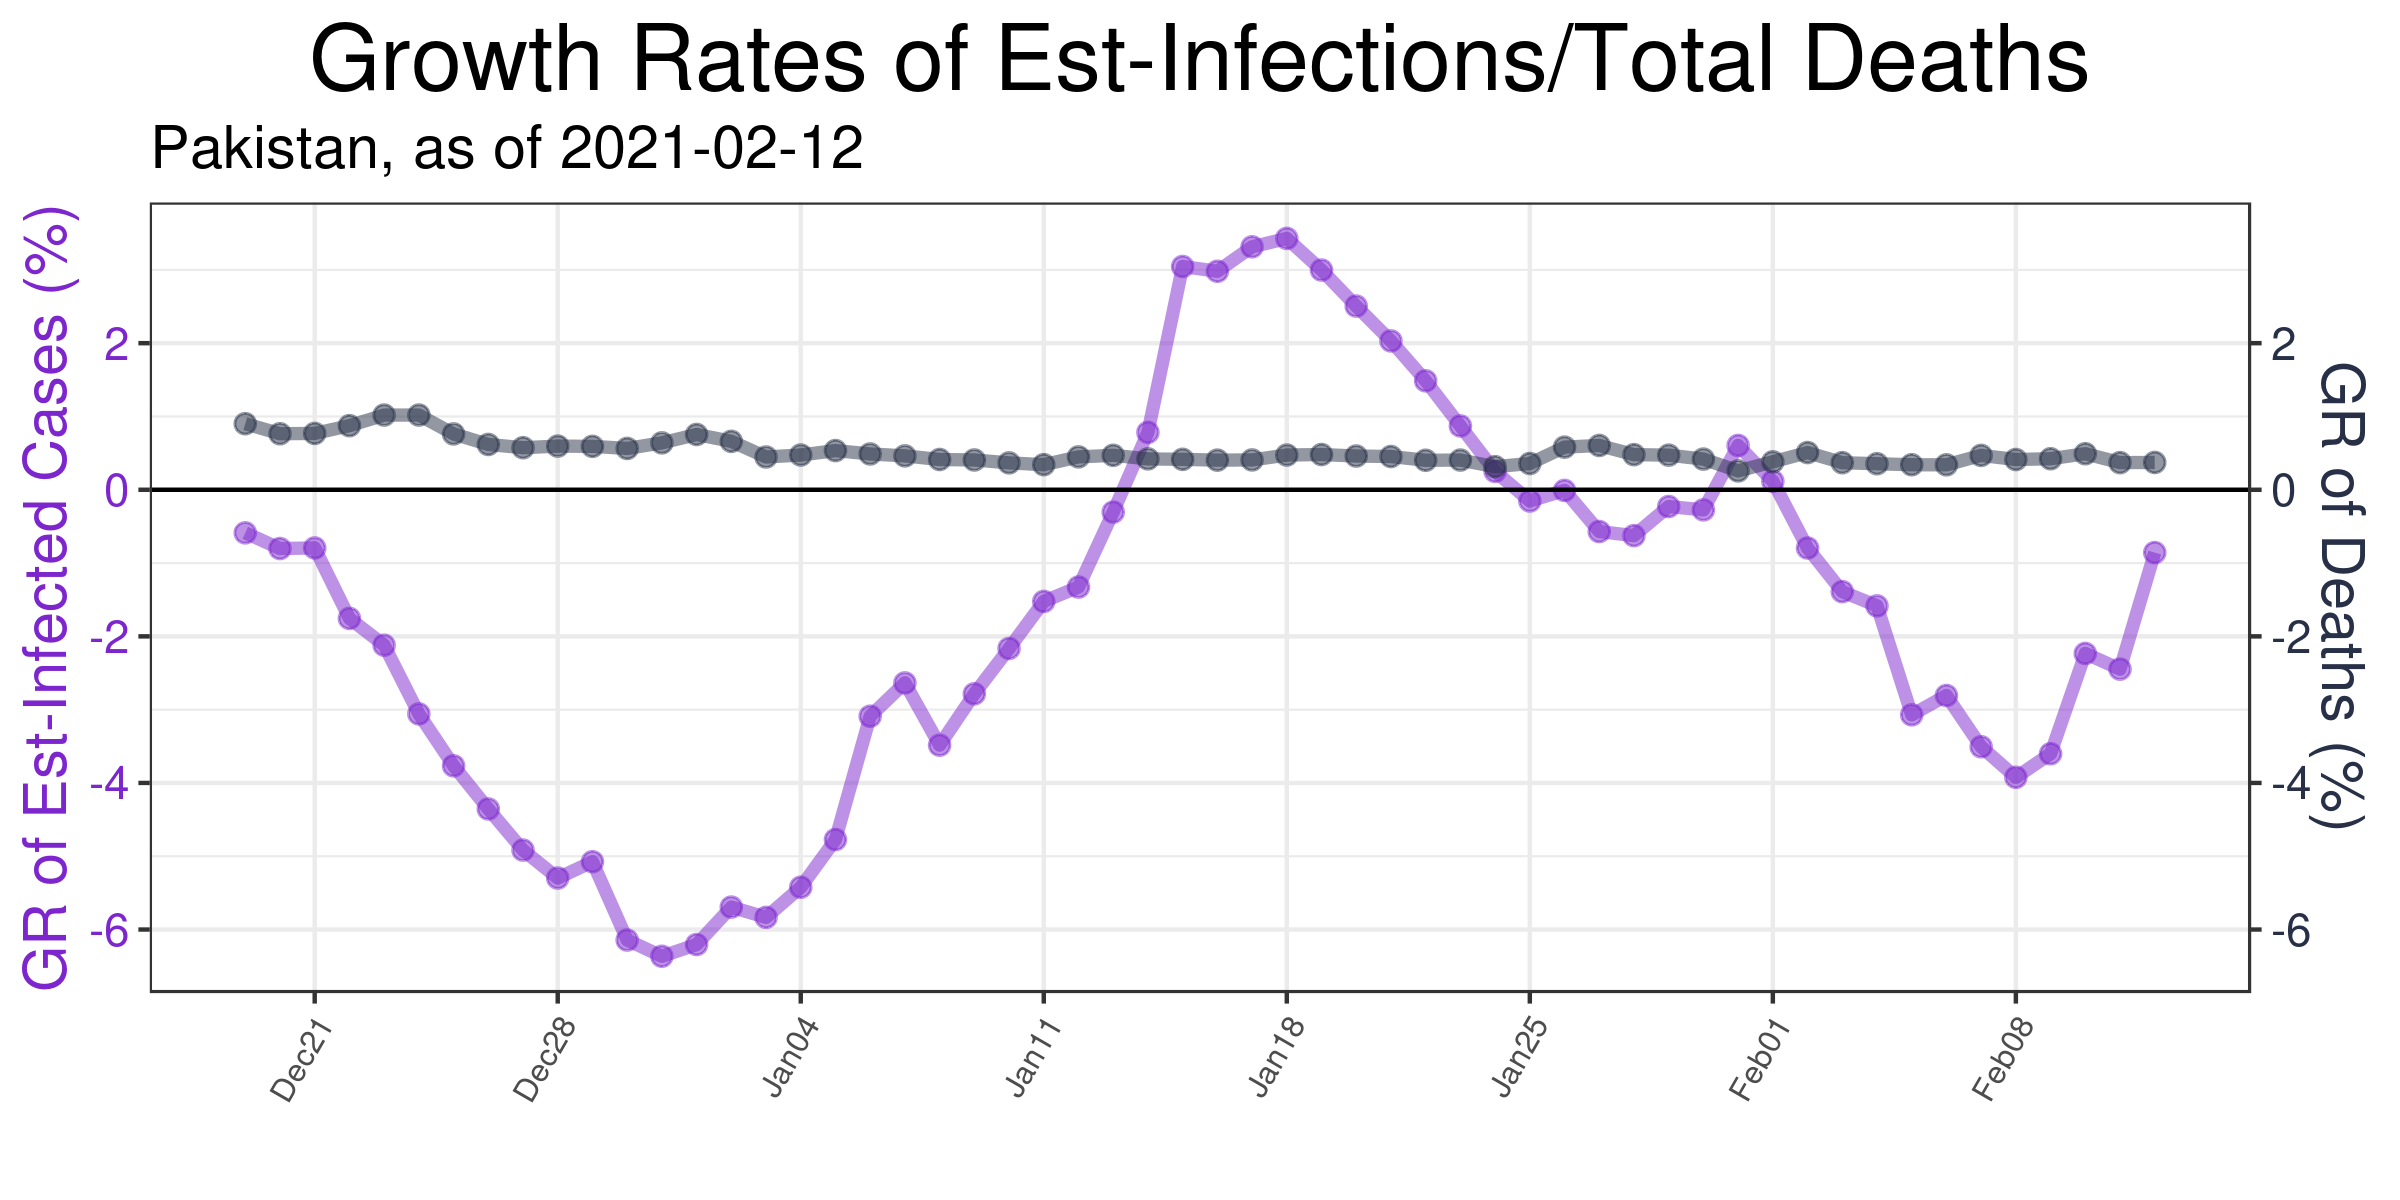 Growth Rates of Est-Infections/Total Deaths
Pakistan, as of 2021-02-12
GR of Est-Infected Cases (%)
2
0
-2
-4
-6
2
0
-2
-4
-6
GR of Deaths (%)
Dec21
Dec28
Jan04
Jan11
Jan18
Jan25
Feb01
Feb08